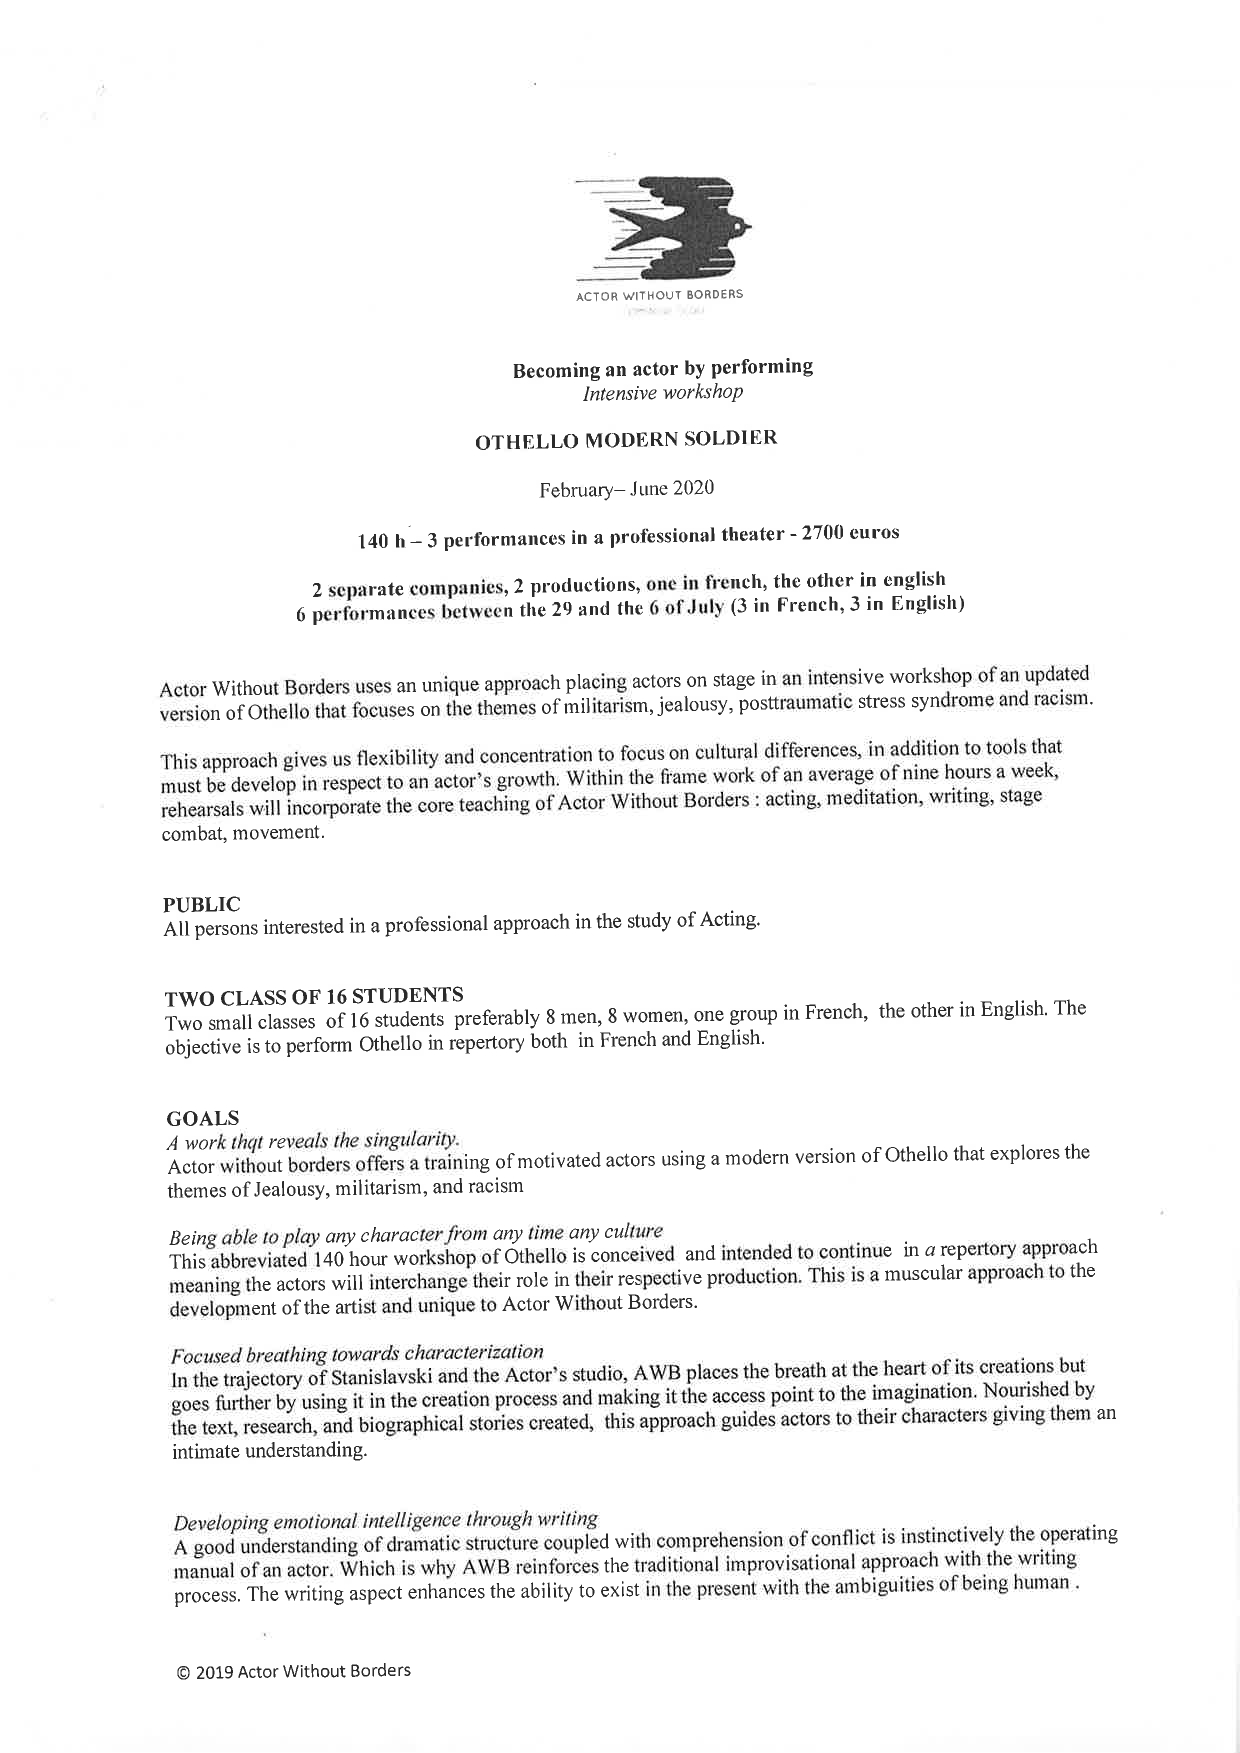 ACTOR WITHOUT BORDERS
Becoming an actor by performing
Intensive workshop
OTHELLO MODERN SOLDIER
February– June 2020
140 h – 3 performances in a professional theater - 2700 euros
2 separate companies, 2 productions, one in french, the other in english
6 performances between the 29 and the 6 of July (3 in French, 3 in English)
Actor Without Borders uses an unique approach placing actors on stage in an intensive workshop of an updated
version of Othello that focuses on the themes of militarism, jealousy, posttraumatic stress syndrome and racism.
This approach gives us flexibility and concentration to focus on cultural differences, in addition to tools that
must be develop in respect to an actor's growth. Within the frame work of an average of nine hours a week,
rehearsals will incorporate the core teaching of Actor Without Borders : acting, meditation, writing, stage
combat, movement.
PUBLIC
All persons interested in a professional approach in the study of Acting.
TWO CLASS OF 16 STUDENTS
Two small classes of 16 students preferably 8 men, 8 women, one group in French, the other in English. The
objective is to perform Othello in repertory both in French and English.
GOALS
A work thqt reveals the singularity.
Actor without borders offers a training of motivated actors using a modern version of Othello that explores the
themes of Jealousy, militarism, and racism
Being able to play any character from any time any culture
This abbreviated 140 hour workshop of Othello is conceived and intended to continue in a repertory approach
meaning the actors will interchange their role in their respective production. This is a muscular approach to the
development of the artist and unique to Actor Without Borders.
Focused breathing towards characterization
In the trajectory of Stanislavski and the Actor's studio, AWB places the breath at the heart of its creations but
goes further by using it in the creation process and making it the access point to the imagination. Nourished by
the text, research, and biographical stories created, this approach guides actors to their characters giving them an
intimate understanding.
Developing emotional intelligence through writing
A good understanding of dramatic structure coupled with comprehension of conflict is instinctively the operating
manual of an actor. Which is why AWB reinforces the traditional improvisational approach with the writing
process. The writing aspect enhances the ability to exist in the present with the ambiguities of being human .
© 2019 Actor Without Borders